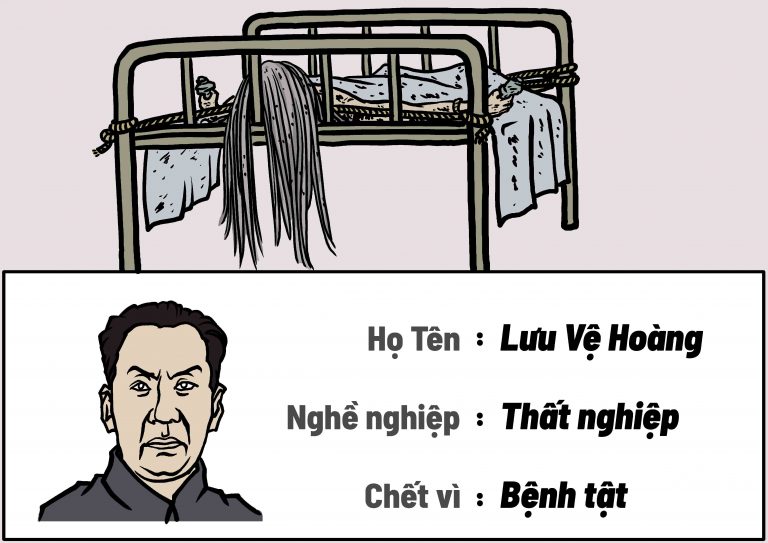 Họ Tên : Lưu Vệ Hoàng
Nghề nghiệp : Thất nghiệp
Chết vì : Bệnh tật